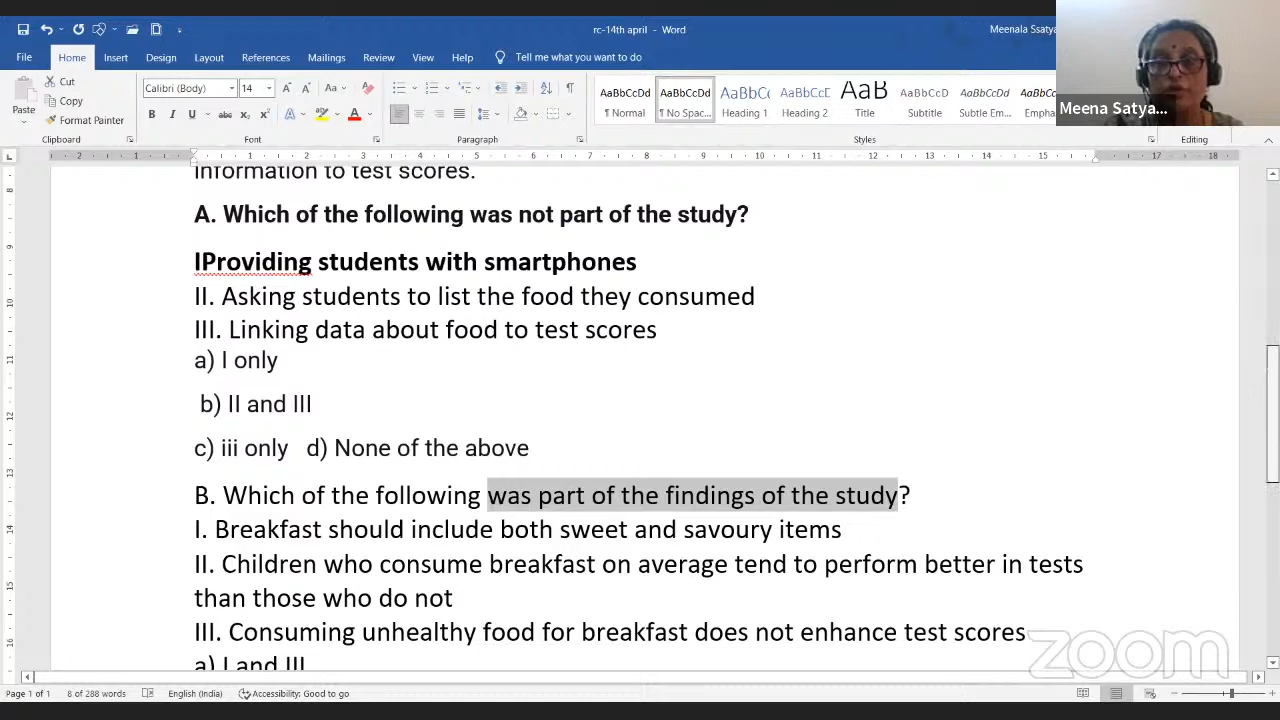 rc-14th april - Word
Meenala Ssatya
File Home Insert Draw Design Layout References Mailings Review View Help Tell me what you want to do
Paste
Cut
Copy
Format Painter
Clipboard
Calibri (Body) 14
Font
Paragraph
AaBbCcDd AaBbCcDd AaBbCc AaBbCcE AaB AaBbCcD AaBbCcDd AaBbCcDd
¶ Normal ¶ No Spac... Heading 1 Heading 2 Title Subtitle Subtle Em... Empha
Styles
Editing
Meena Satya...
information to test scores.
A. Which of the following was not part of the study?
IProviding students with smartphones
II. Asking students to list the food they consumed
III. Linking data about food to test scores
a) I only
b) II and III
c) iii only d) None of the above
B. Which of the following was part of the findings of the study?
I. Breakfast should include both sweet and savoury items
II. Children who consume breakfast on average tend to perform better in tests
than those who do not
III. Consuming unhealthy food for breakfast does not enhance test scores
a) I and III
zoom
Page 1 of 1 8 of 288 words English (India) Accessibility: Good to go